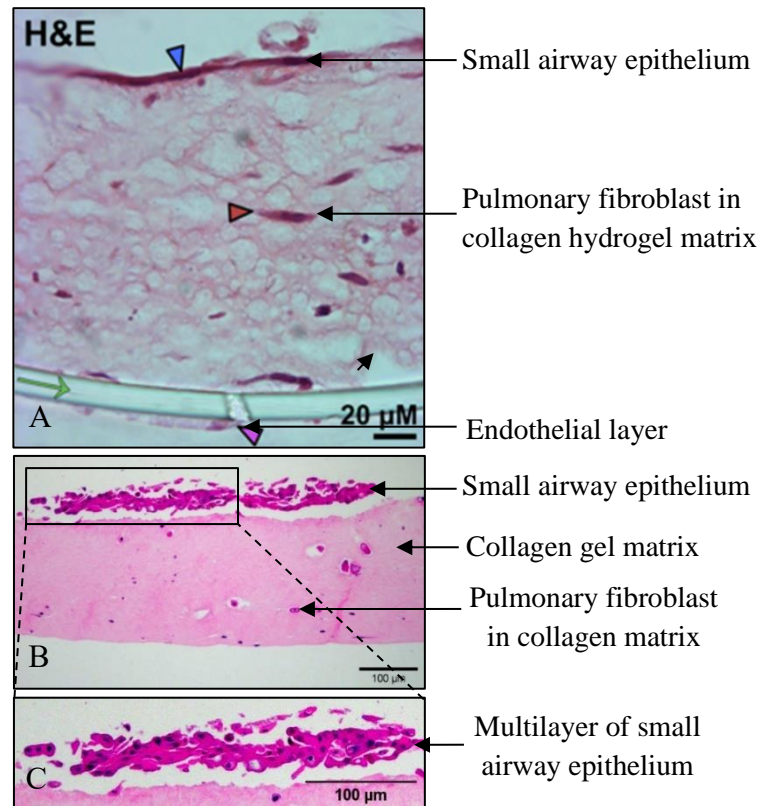 H&E
Small airway epithelium
Pulmonary fibroblast in
collagen hydrogel matrix
A
20 µM
Endothelial layer
Small airway epithelium
Collagen gel matrix
Pulmonary fibroblast
in collagen matrix
B
100 µm
Multilayer of small
airway epithelium
C
100 µm